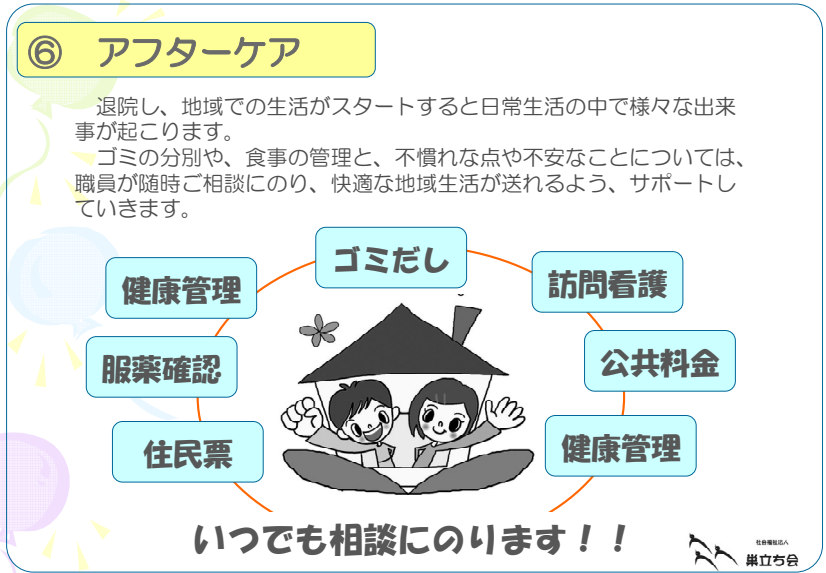 ⑥　アフターケア
　退院し、地域での生活がスタートすると日常生活の中で様々な出来
事が起こります。
　ゴミの分別や、食事の管理と、不慣れな点や不安なことについては、
職員が随時ご相談にのり、快適な地域生活が送れるよう、サポートし
ていきます。
ゴミだし
健康管理
訪問看護
服薬確認
公共料金
住民票
健康管理
いつでも相談にのります！！
社会福祉法人
巣立ち会